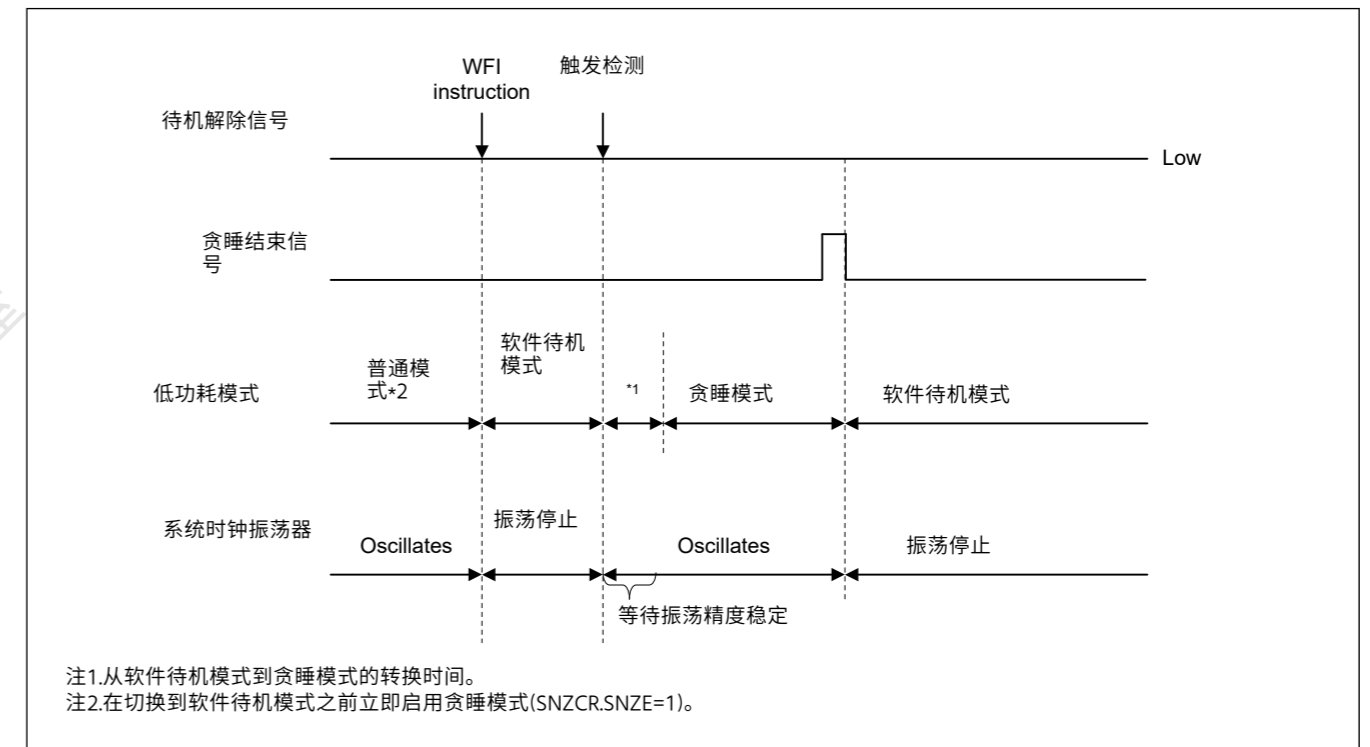 WFI
instruction
触发检测
待机解除信号
Low
贪睡结束信
号
软件待机
模式
普通模
式*2
低功耗模式
*1
贪睡模式
软件待机模式
振荡停止
系统时钟振荡器
Oscillates
Oscillates
振荡停止
等待振荡精度稳定
注1.从软件待机模式到贪睡模式的转换时间。
注2.在切换到软件待机模式之前立即启用贪睡模式(SNZCR.SNZE=1)。